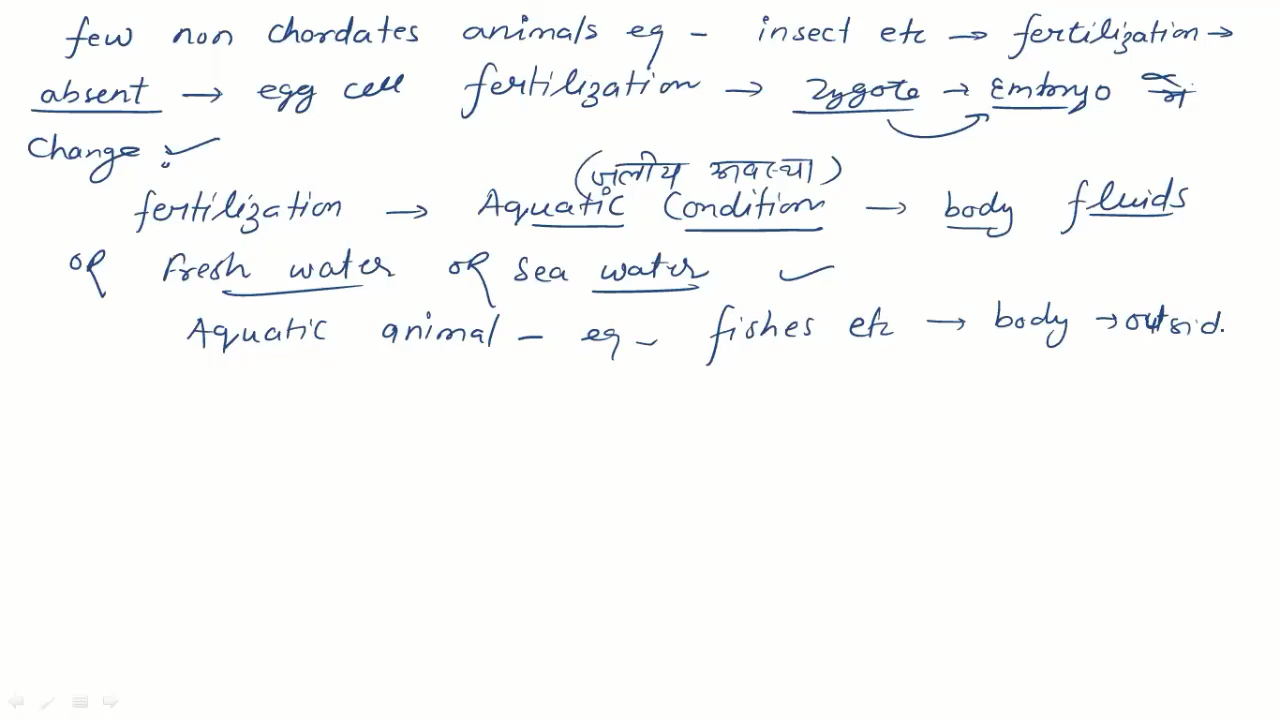 few non chordates animals eg - insect etc → fertilization →
absent → egg cell fertilization → Zygote → Embryo में
Change.
(जलीय अवस्था)
fertilization → Aquatic Condition → body fluids
or fresh water or sea water
Aquatic animal - eg - fishes etc → body → outsid.